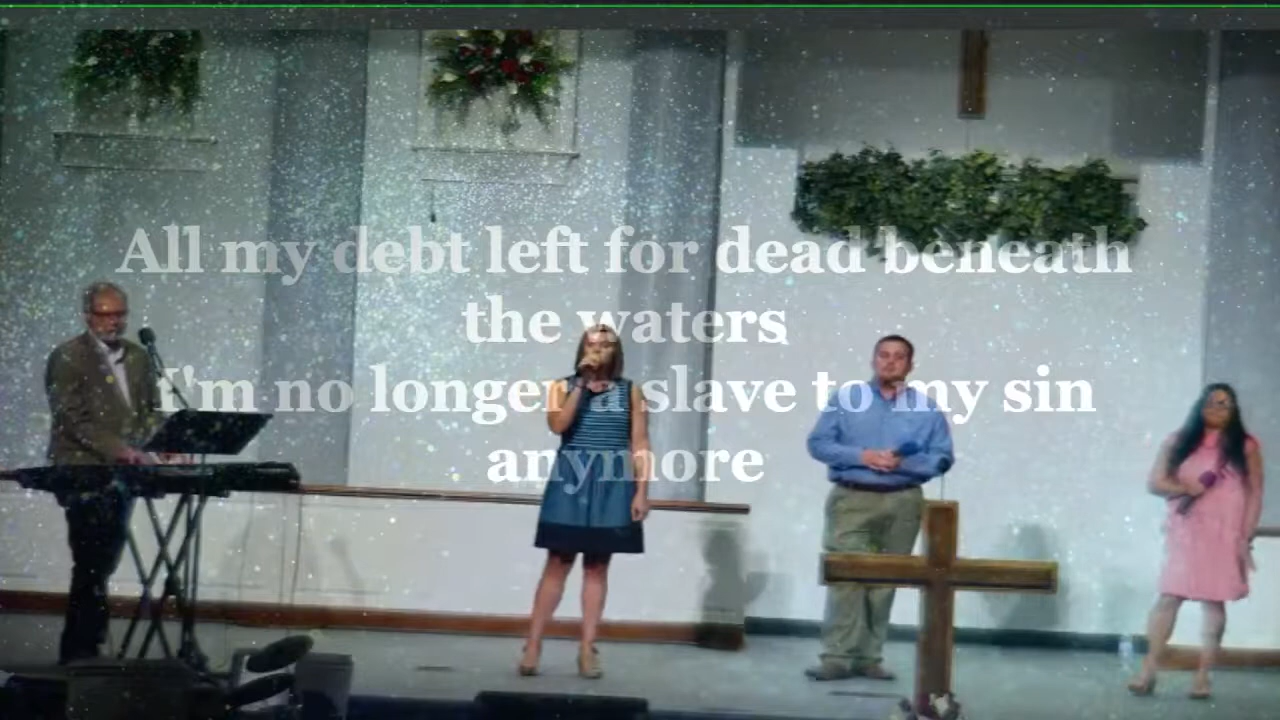 All my debt left for dead beneath
the waters
I'm no longer a slave to my sin
anymore